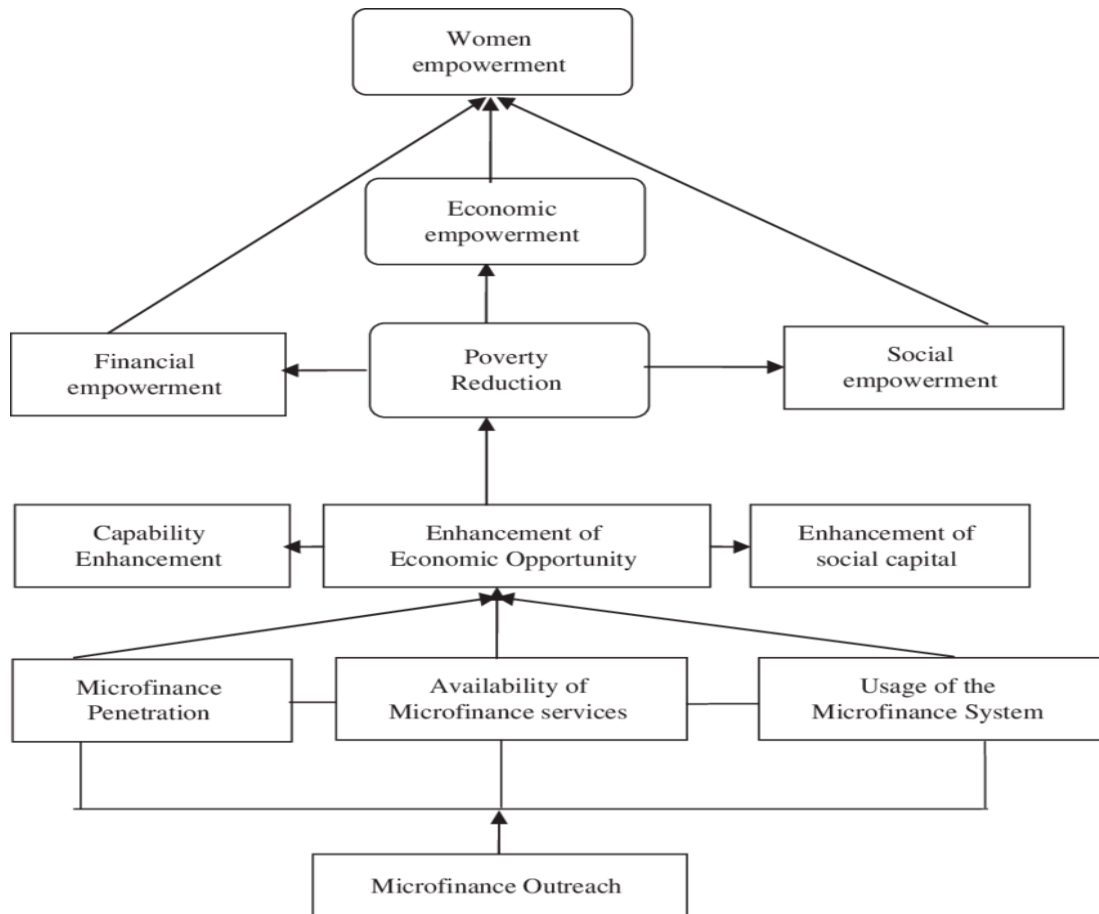 Women
empowerment
Economic
empowerment
Financial
empowerment
Poverty
Reduction
Social
empowerment
Capability
Enhancement
Enhancement of
Economic Opportunity
Enhancement of
social capital
Microfinance
Penetration
Availability of
Microfinance services
Usage of the
Microfinance System
Microfinance Outreach